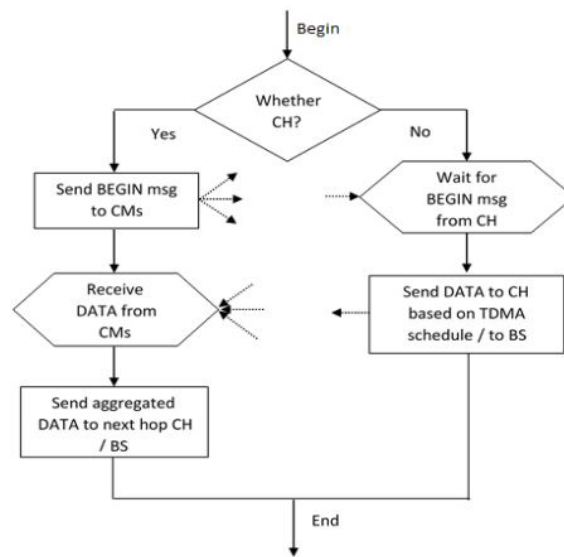 Begin
Whether
CH?
Yes
No
Send BEGIN msg
to CMs
Wait for
BEGIN msg
from CH
Receive
DATA from
CMs
Send DATA to CH
based on TDMA
schedule / to BS
Send aggregated
DATA to next hop CH
/ BS
End